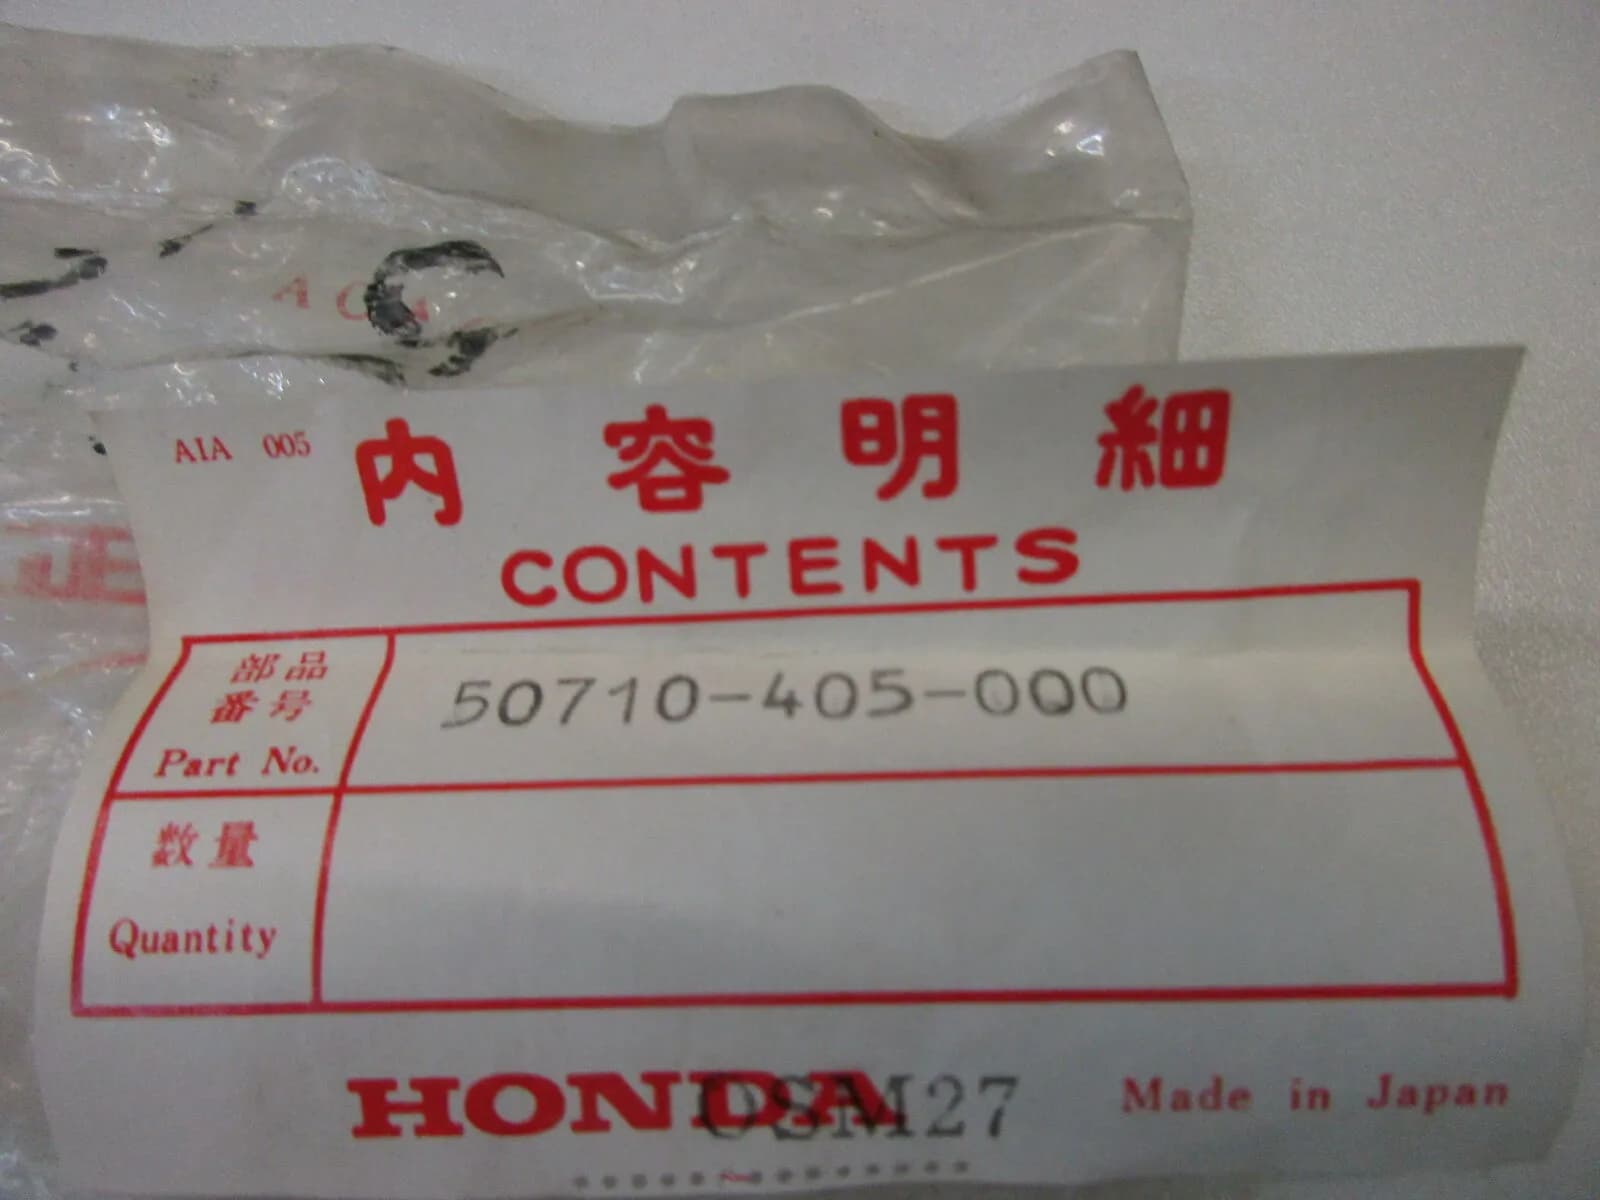 AIA 005
内容明細
CONTENTS
部品
番号
Part No.
50710-405-000
数量
Quantity
HONDA
OSM27
Made in Japan